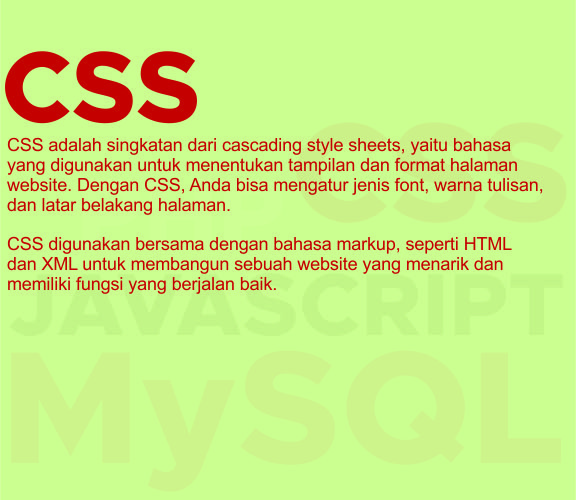 CSS
CSS adalah singkatan dari cascading style sheets, yaitu bahasa
yang digunakan untuk menentukan tampilan dan format halaman
website. Dengan CSS, Anda bisa mengatur jenis font, warna tulisan,
dan latar belakang halaman.
CSS digunakan bersama dengan bahasa markup, seperti HTML
dan XML untuk membangun sebuah website yang menarik dan
memiliki fungsi yang berjalan baik.
CSS
JAVASCRIPT
MySQL